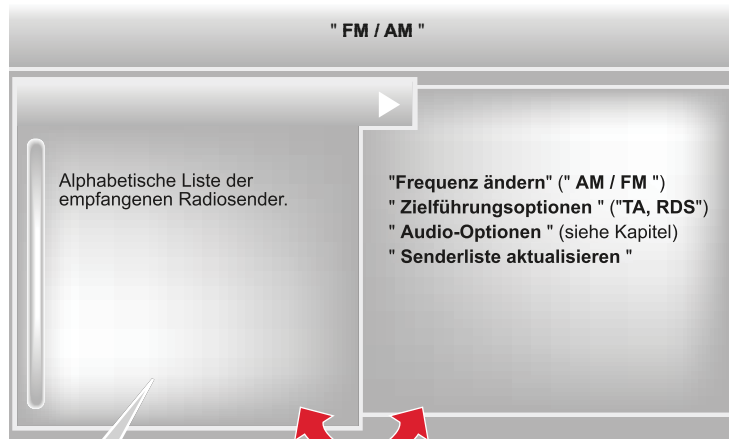 " FM / AM "
Alphabetische Liste der
empfangenen Radiosender.
"Frequenz ändern" (" AM / FM ")
" Zielführungsoptionen " ("TA, RDS")
" Audio-Optionen " (siehe Kapitel)
" Senderliste aktualisieren "